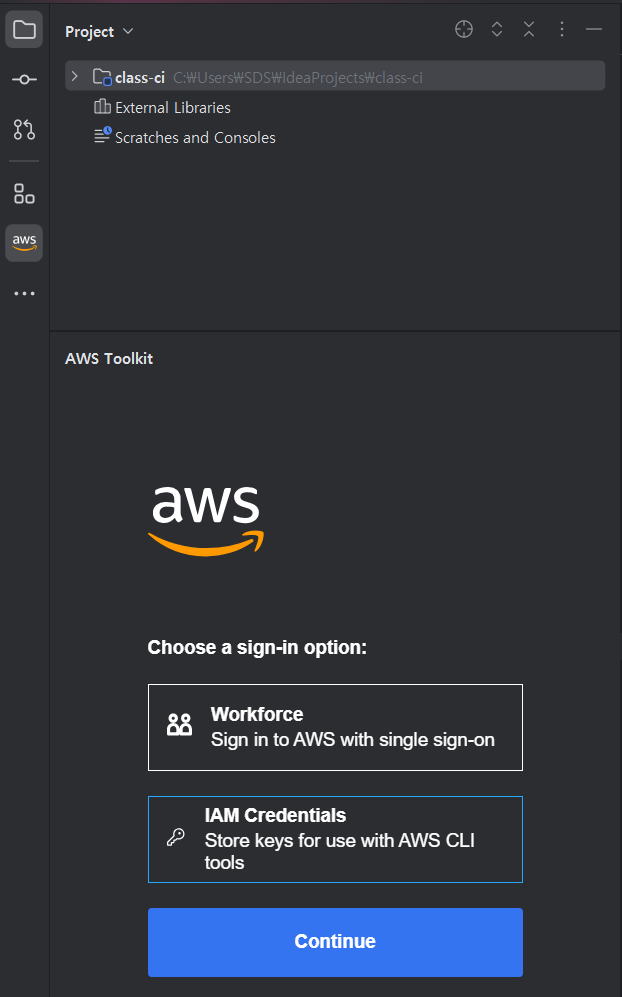 Project
class-ci C:₩Users₩SDS₩IdeaProjects₩class-ci
External Libraries
Scratches and Consoles
aws
AWS Toolkit
aws
Choose a sign-in option:
Workforce
Sign in to AWS with single sign-on
IAM Credentials
Store keys for use with AWS CLI
tools
Continue